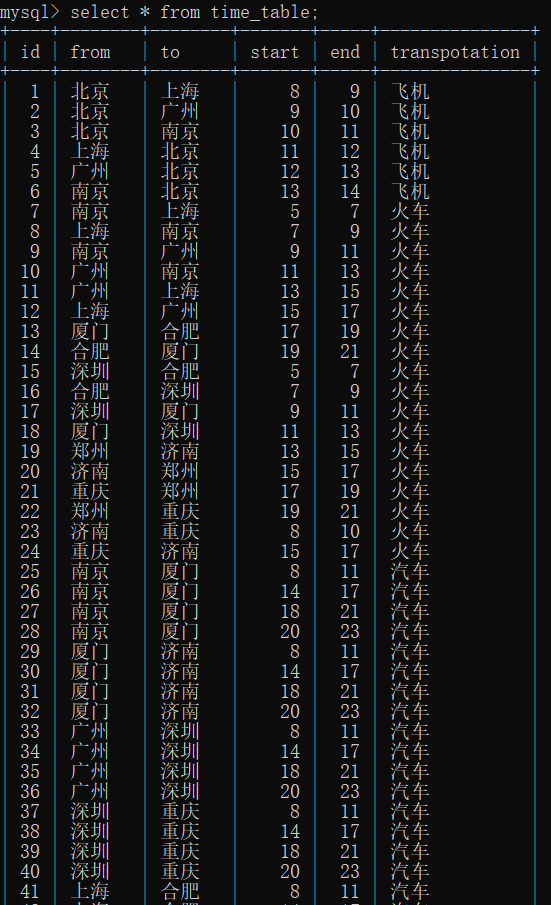 mysql> select * from time_table;
+----+--------+--------+-------+------+---------------+
| id | from | to | start | end | transpotation |
+----+--------+--------+-------+------+---------------+
| 1 | 北京 | 上海 | 8 | 9 | 飞机
| 2 | 北京 | 广州 | 9 | 10 | 飞机
| 3 | 北京 | 南京 | 10 | 11 | 飞机
| 4 | 上海 | 北京 | 11 | 12 | 飞机
| 5 | 广州 | 北京 | 12 | 13 | 飞机
| 6 | 南京 | 北京 | 13 | 14 | 飞机
| 7 | 南京 | 上海 | 5 | 7 | 火车
| 8 | 上海 | 南京 | 7 | 9 | 火车
| 9 | 南京 | 广州 | 9 | 11 | 火车
| 10 | 广州 | 南京 | 11 | 13 | 火车
| 11 | 广州 | 上海 | 13 | 15 | 火车
| 12 | 上海 | 广州 | 15 | 17 | 火车
| 13 | 厦门 | 合肥 | 17 | 19 | 火车
| 14 | 合肥 | 厦门 | 19 | 21 | 火车
| 15 | 深圳 | 合肥 | 5 | 7 | 火车
| 16 | 合肥 | 深圳 | 7 | 9 | 火车
| 17 | 深圳 | 厦门 | 9 | 11 | 火车
| 18 | 厦门 | 深圳 | 11 | 13 | 火车
| 19 | 郑州 | 济南 | 13 | 15 | 火车
| 20 | 济南 | 郑州 | 15 | 17 | 火车
| 21 | 重庆 | 郑州 | 17 | 19 | 火车
| 22 | 郑州 | 重庆 | 19 | 21 | 火车
| 23 | 济南 | 重庆 | 8 | 10 | 火车
| 24 | 重庆 | 济南 | 15 | 17 | 火车
| 25 | 南京 | 厦门 | 8 | 11 | 汽车
| 26 | 南京 | 厦门 | 14 | 17 | 汽车
| 27 | 南京 | 厦门 | 18 | 21 | 汽车
| 28 | 南京 | 厦门 | 20 | 23 | 汽车
| 29 | 厦门 | 济南 | 8 | 11 | 汽车
| 30 | 厦门 | 济南 | 14 | 17 | 汽车
| 31 | 厦门 | 济南 | 18 | 21 | 汽车
| 32 | 厦门 | 济南 | 20 | 23 | 汽车
| 33 | 广州 | 深圳 | 8 | 11 | 汽车
| 34 | 广州 | 深圳 | 14 | 17 | 汽车
| 35 | 广州 | 深圳 | 18 | 21 | 汽车
| 36 | 广州 | 深圳 | 20 | 23 | 汽车
| 37 | 深圳 | 重庆 | 8 | 11 | 汽车
| 38 | 深圳 | 重庆 | 14 | 17 | 汽车
| 39 | 深圳 | 重庆 | 18 | 21 | 汽车
| 40 | 深圳 | 重庆 | 20 | 23 | 汽车
| 41 | 上海 | 合肥 | 8 | 11 | 汽车